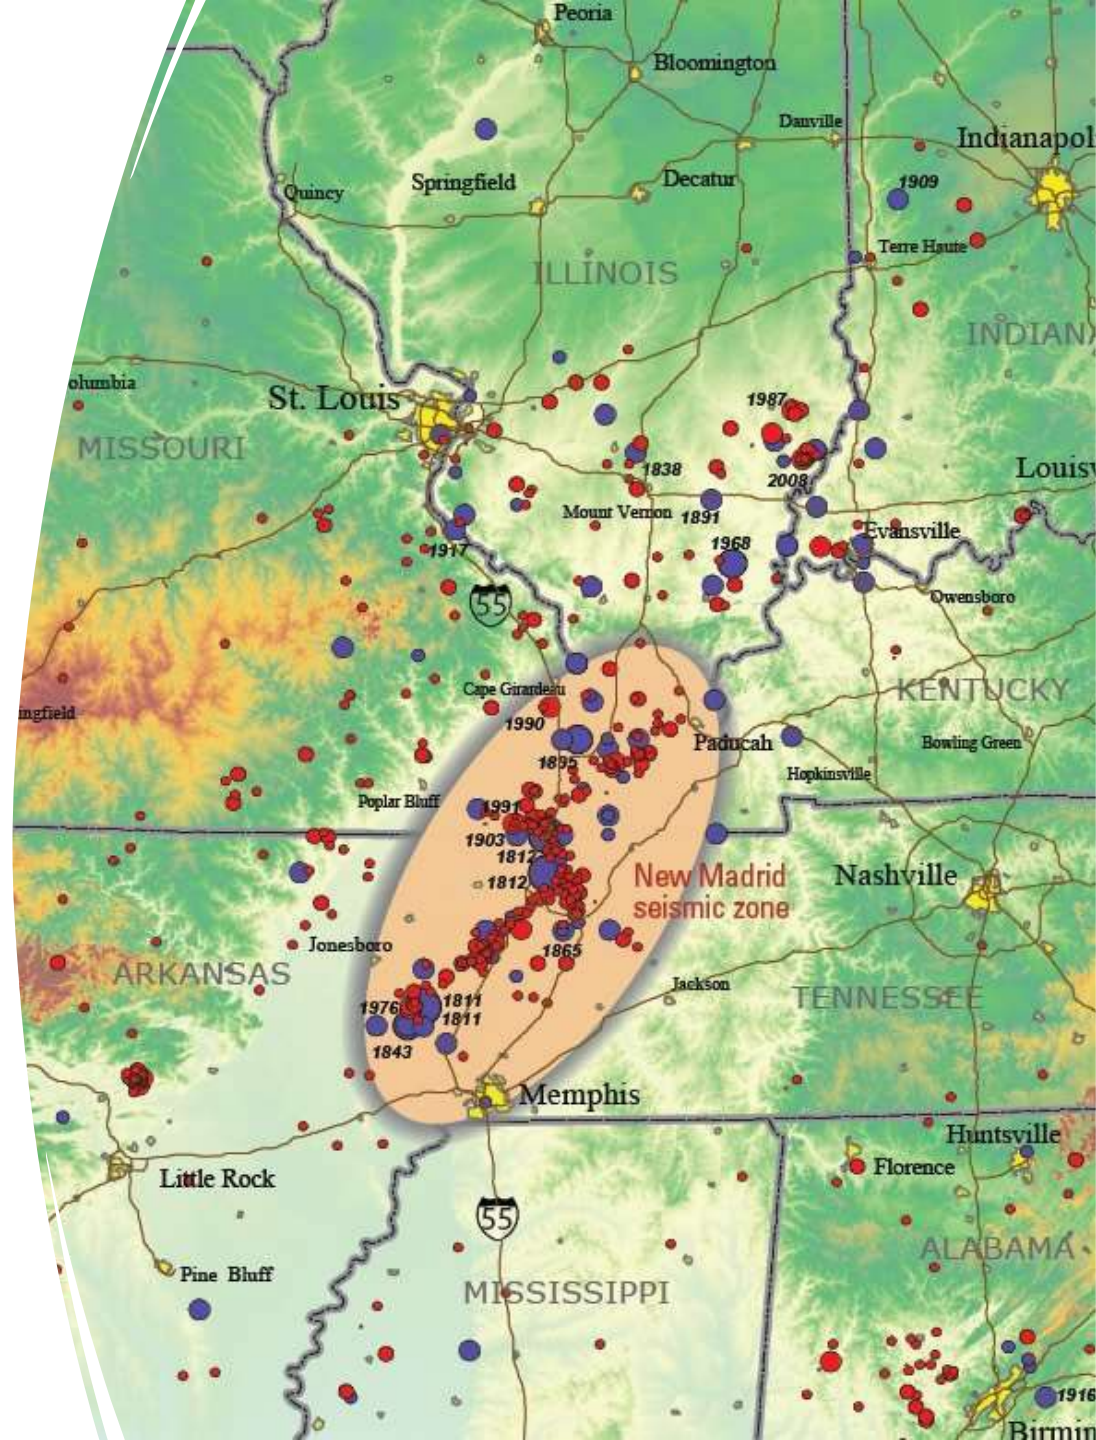 Peoria
Bloomington
Danville
Indianapol
Springfield
Decatur
Quincy
1909
Terre Haute
ILLINOIS
INDIANA
olumbia
St. Louis
1987
MISSOURI
1838
2008
Louisv
Mount Vernon
1891
Evansville
1917
1968
55
Owensboro
Cape Girardeau
KENTUCKY
ingfield
1990
Paducah
Bowling Green
1895
Hopkinsville
Poplar Bluff
1991
1903
1812
1812
New Madrid
seismic zone
Nashville
Jonesboro
1865
ARKANSAS
Jackson
TENNESSEE
1976
1811
1811
1843
Memphis
Huntsville
Florence
Little Rock
55
ALABAMA
Pine Bluff
MISSISSIPPI
1916
Birmin